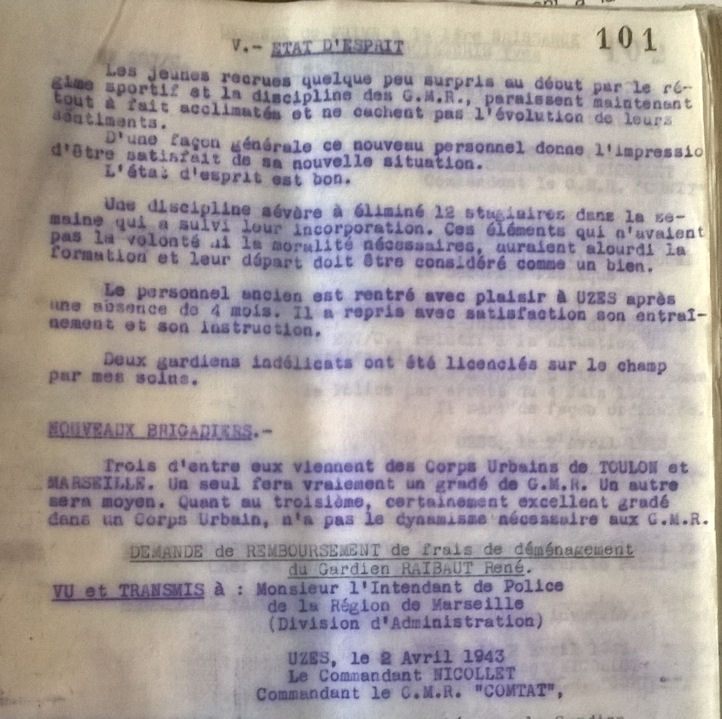 101
V.- ETAT D'ESPRIT
Les jeunes recrues quelque peu surpris au début par le ré-
gime sportif et la discipline des G.M.R., paraissent maintenant
tout à fait acclimatés et ne cachent pas l'évolution de leurs
sentiments.
D'une façon générale ce nouveau personnel donne l'impressio
d'être satisfait de sa nouvelle situation.
L'état d'esprit est bon.
Une discipline sévère à éliminé 12 stagiaires dans la se-
maine qui a suivi leur incorporation. Ces éléments qui n'avaient
pas la volonté ni la moralité nécessaires, auraient alourdi la
formation et leur départ doit être considéré comme un bien.
Le personnel ancien est rentré avec plaisir à UZES après
une absence de 4 mois. Il a repris avec satisfaction son entraî-
nement et son instruction.
Deux gardiens indélicats ont été licenciés sur le champ
par mes soins.
NOUVEAUX BRIGADIERS.-
Trois d'entre eux viennent des Corps Urbains de TOULON et
MARSEILLE. Un seul fera vraiement un gradé de G.M.R. Un autre
sera moyen. Quant au troisième, certainement excellent gradé
dans un Corps Urbain, n'a pas le dynamisme nécessaire aux G.M.R.
DEMANDE de REMBOURSEMENT de frais de déménagement
du Gardien RAIBAUT René.
VU et TRANSMIS à : Monsieur l'Intendant de Police
de la Région de Marseille
(Division d'Administration)
UZES, le 2 Avril 1943
Le Commandant NICOLLET
Commandant le G.M.R. "COMTAT",